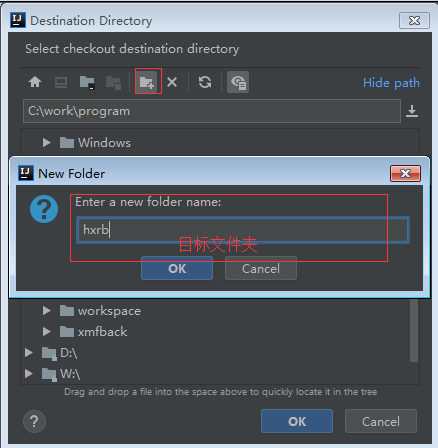 Destination Directory
Select checkout destination directory
Hide path
C:\work\program
Windows
New Folder
Enter a new folder name:
hxrb
目标文件夹
OK
Cancel
workspace
xmfback
D:\
W:\
Drag and drop a file into the space above to quickly locate it in the tree
?
OK
Cancel